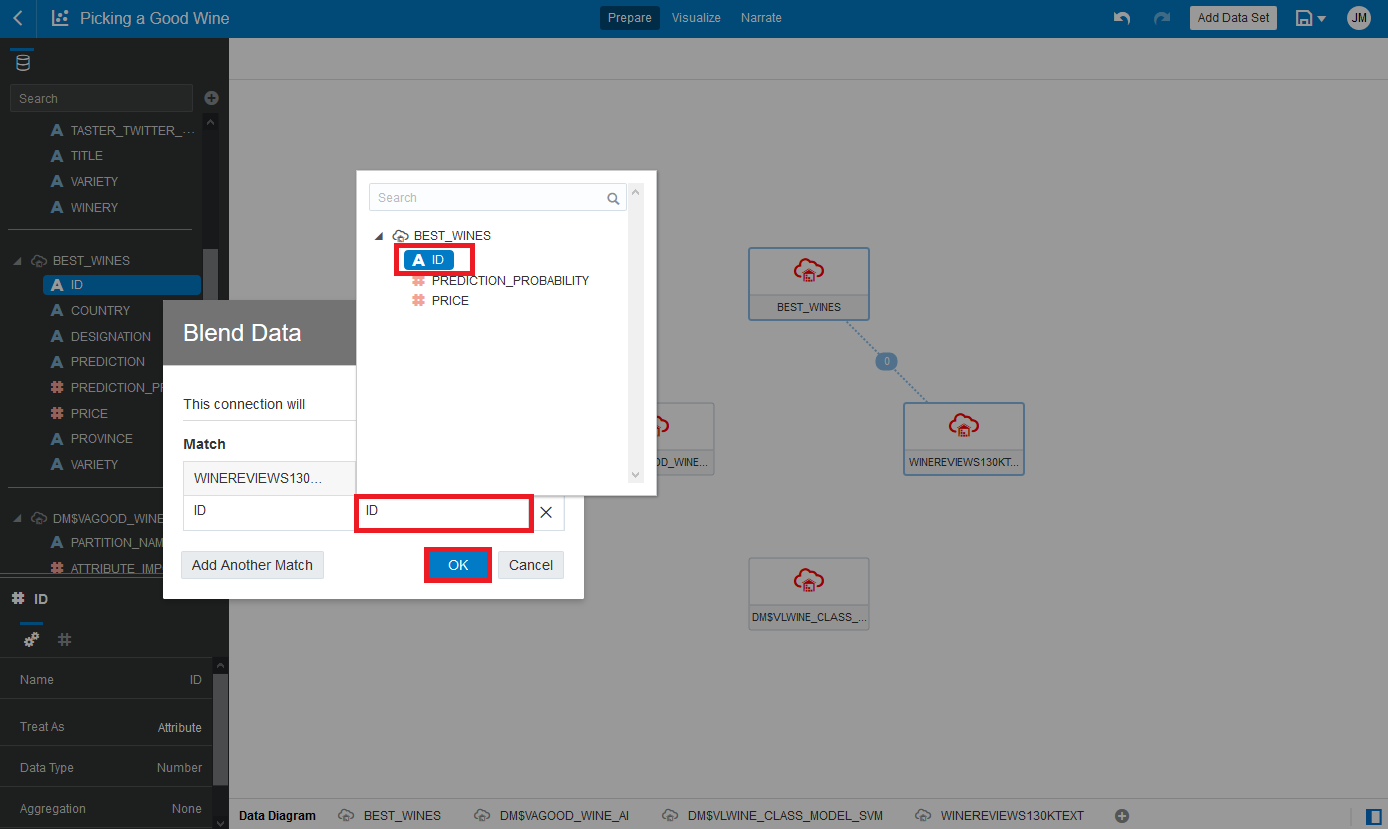 Picking a Good Wine
Prepare
Visualize
Narrate
Add Data Set
JM
Search
TASTER_TWITTER_...
TITLE
VARIETY
WINERY
BEST_WINES
ID
COUNTRY
DESIGNATION
PREDICTION
PREDICTION_P
PRICE
PROVINCE
VARIETY
DM$VAGOOD_WINE
PARTITION_NAM
ATTRIBUTE_IMP
ID
Name ID
Treat As Attribute
Data Type Number
Aggregation None
Blend Data
This connection will
Match
WINEREVIEWS130...
ID
ID
Add Another Match
OK
Cancel
Search
BEST_WINES
ID
PREDICTION_PROBABILITY
PRICE
BEST_WINES
0
OD_WINE...
WINEREVIEWS130KT...
DM$VLWINE_CLASS_...
Data Diagram
BEST_WINES
DM$VAGOOD_WINE_AI
DM$VLWINE_CLASS_MODEL_SVM
WINEREVIEWS130KTEXT